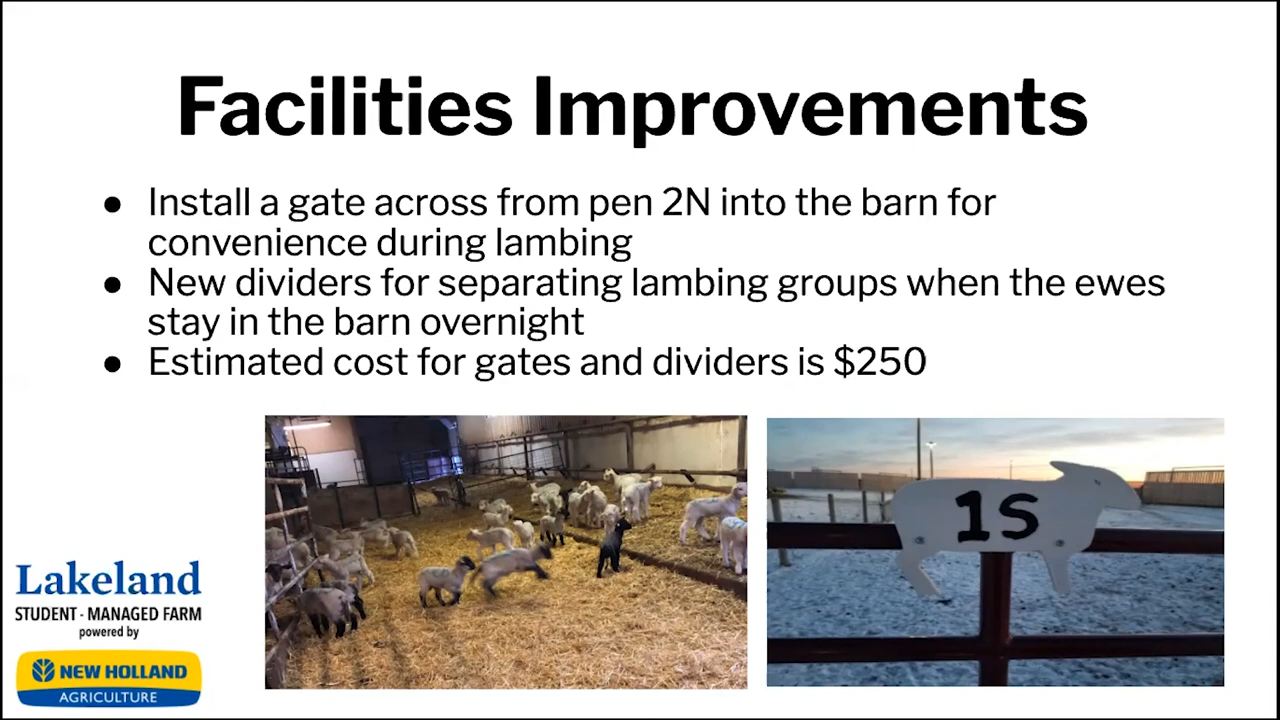 Facilities Improvements
● Install a gate across from pen 2N into the barn for
convenience during lambing
● New dividers for separating lambing groups when the ewes
stay in the barn overnight
● Estimated cost for gates and dividers is $250
1S
Lakeland
STUDENT - MANAGED FARM
powered by
NEW HOLLAND
AGRICULTURE